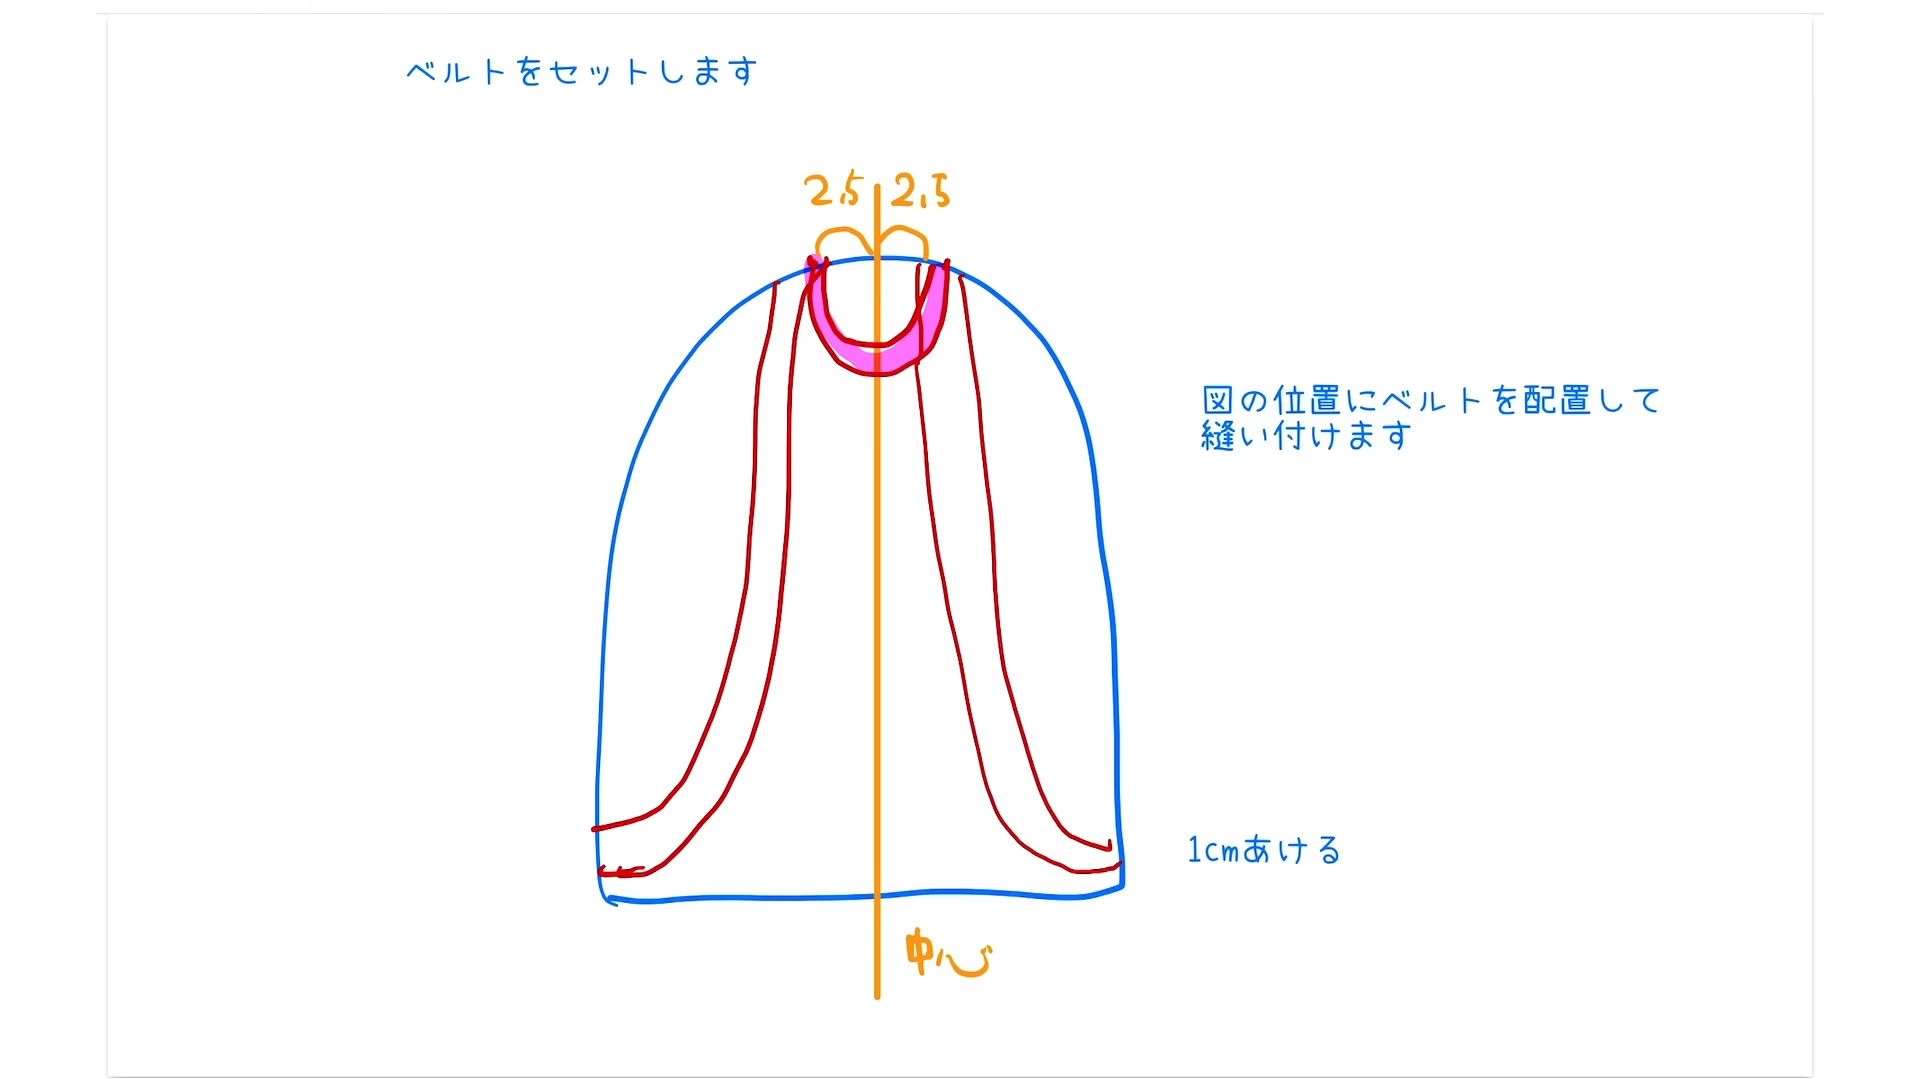 ベルトをセットします
2.5 2.5
図の位置にベルトを配置して
縫い付けます
1cmあける
中心